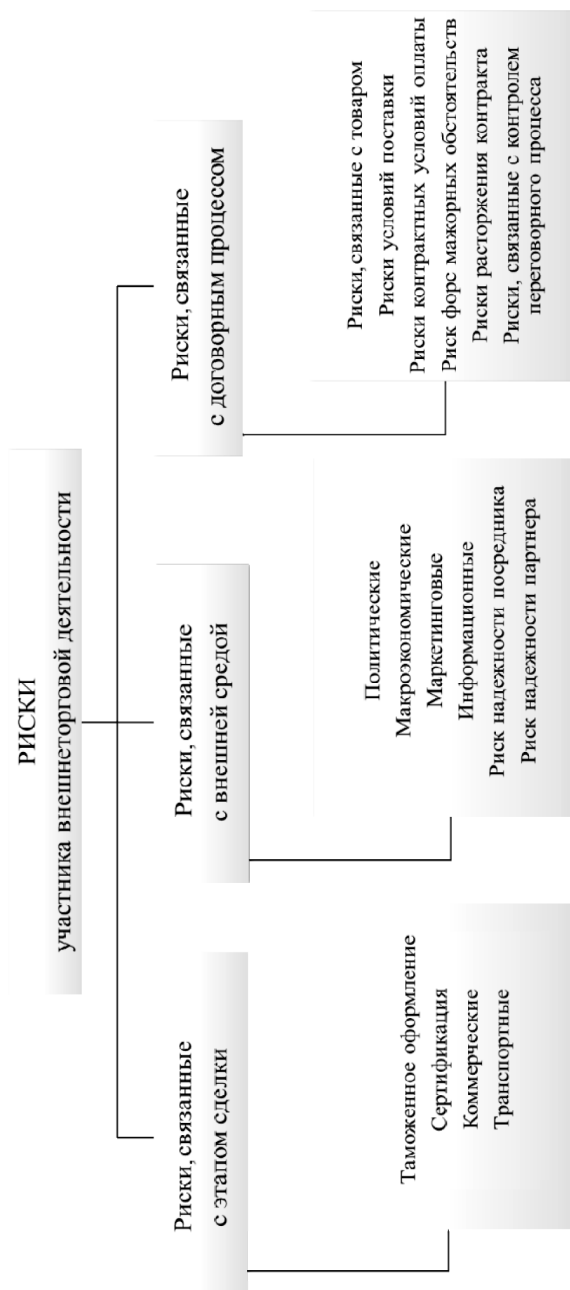 РИСКИ
участника внешнеторговой деятельности
Риски, связанные
с этапом сделки
Таможенное оформление
Сертификация
Коммерческие
Транспортные
Риски, связанные
с внешней средой
Политические
Макроэкономические
Маркетинговые
Информационные
Риск надежности посредника
Риск надежности партнера
Риски, связанные
с договорным процессом
Риски, связанные с товаром
Риски условий поставки
Риски контрактных условий оплаты
Риск форс мажорных обстоятельств
Риски расторжения контракта
Риски, связанные с контролем
переговорного процесса